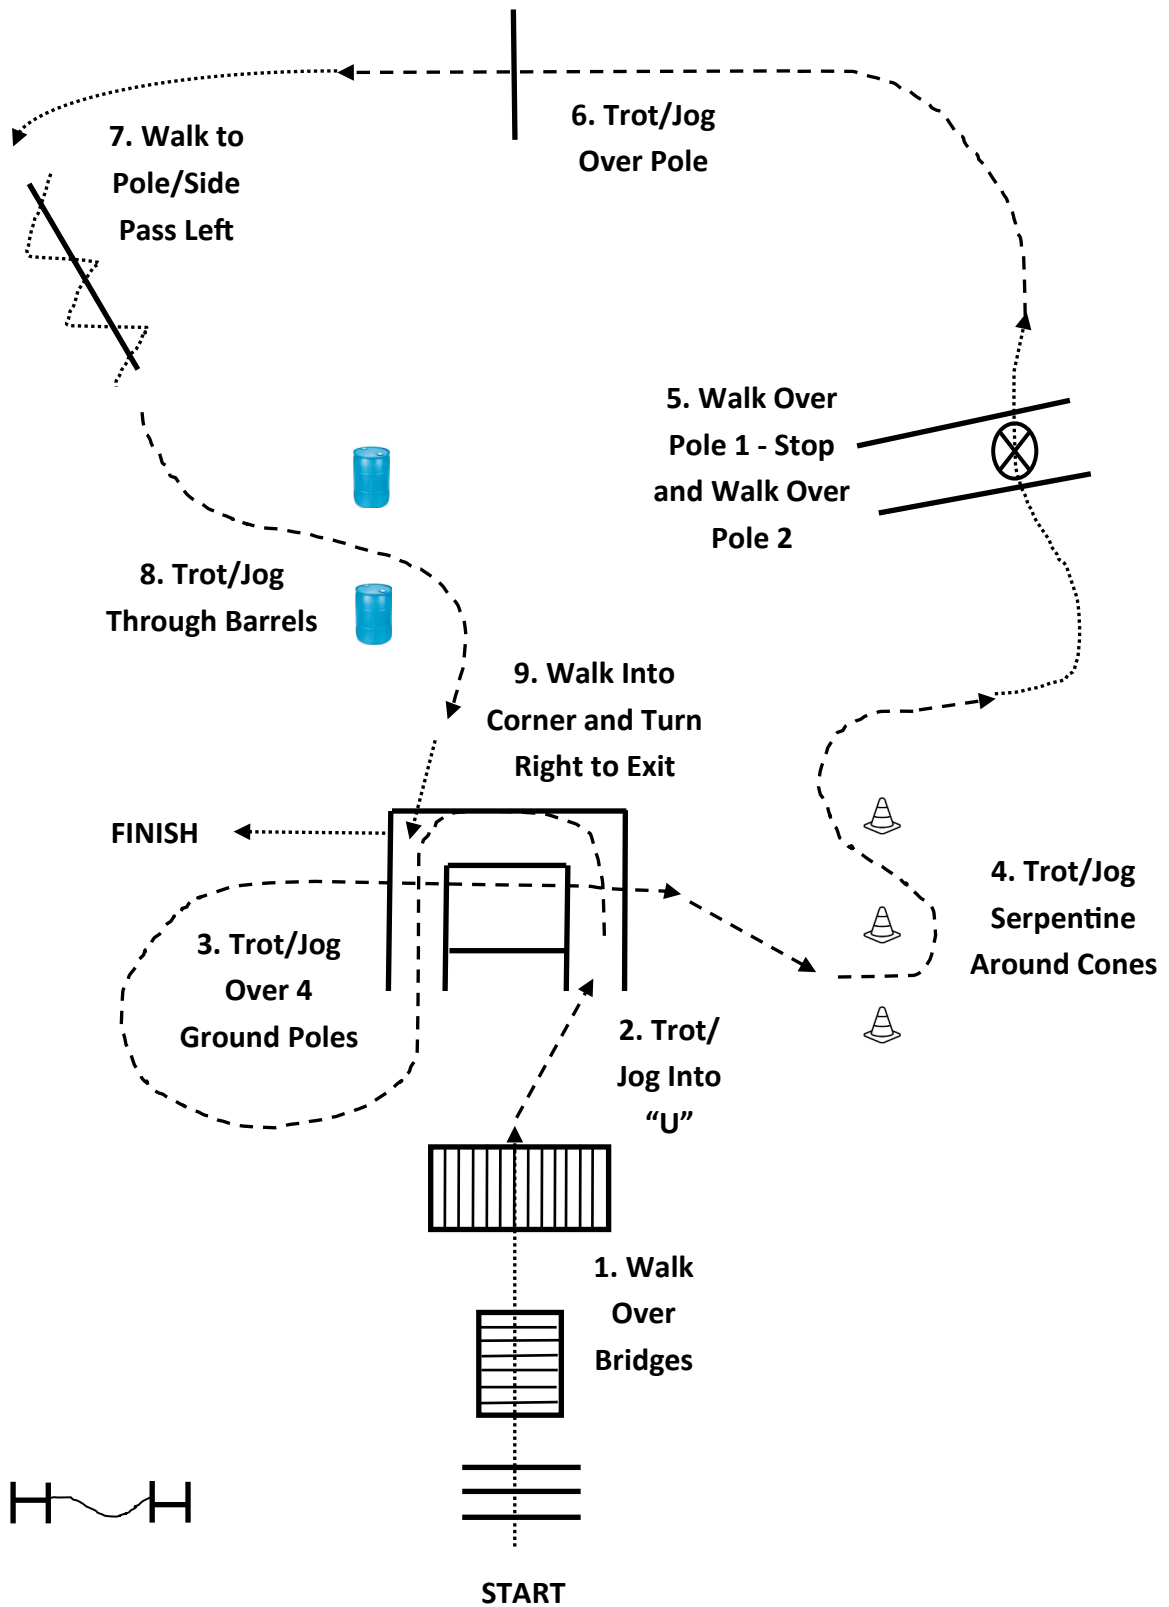 6. Trot/Jog
Over Pole
7. Walk to
Pole/Side
Pass Left
5. Walk Over
Pole 1 - Stop
and Walk Over
Pole 2
8. Trot/Jog
Through Barrels
9. Walk Into
Corner and Turn
Right to Exit
FINISH
4. Trot/Jog
Serpentine
Around Cones
3. Trot/Jog
Over 4
Ground Poles
2. Trot/
Jog Into
“U”
1. Walk
Over
Bridges
START